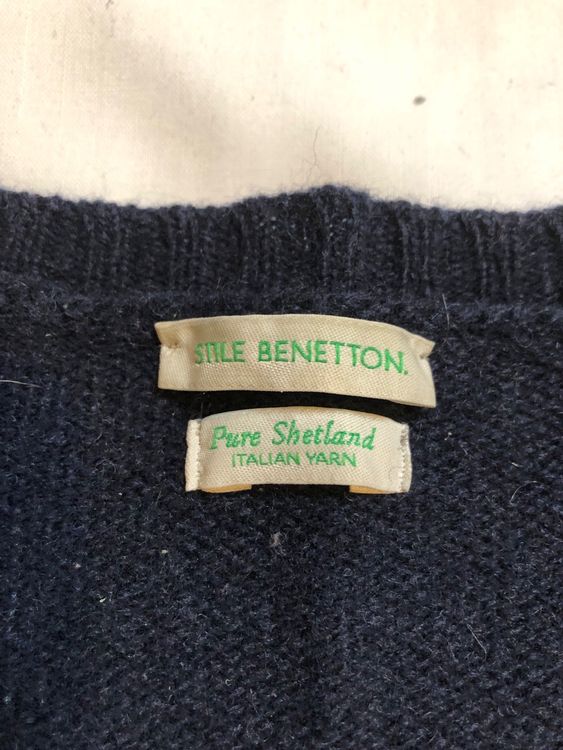 STILE BENETTON.
Pure Shetland
ITALIAN YARN